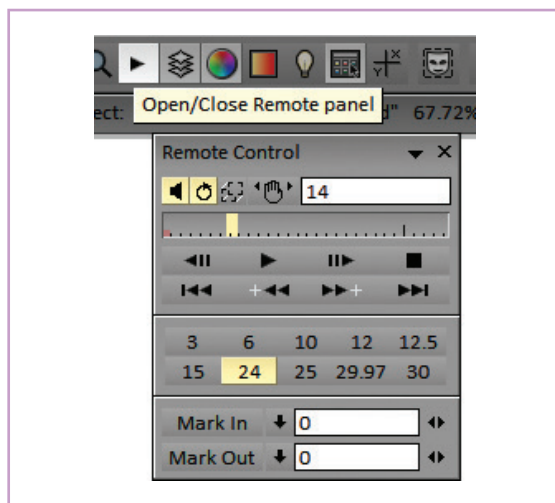 ect: d" 67.72%
Open/Close Remote panel
Remote Control
14
3 6 10 12 12.5
15 24 25 29.97 30
Mark In 0
Mark Out 0